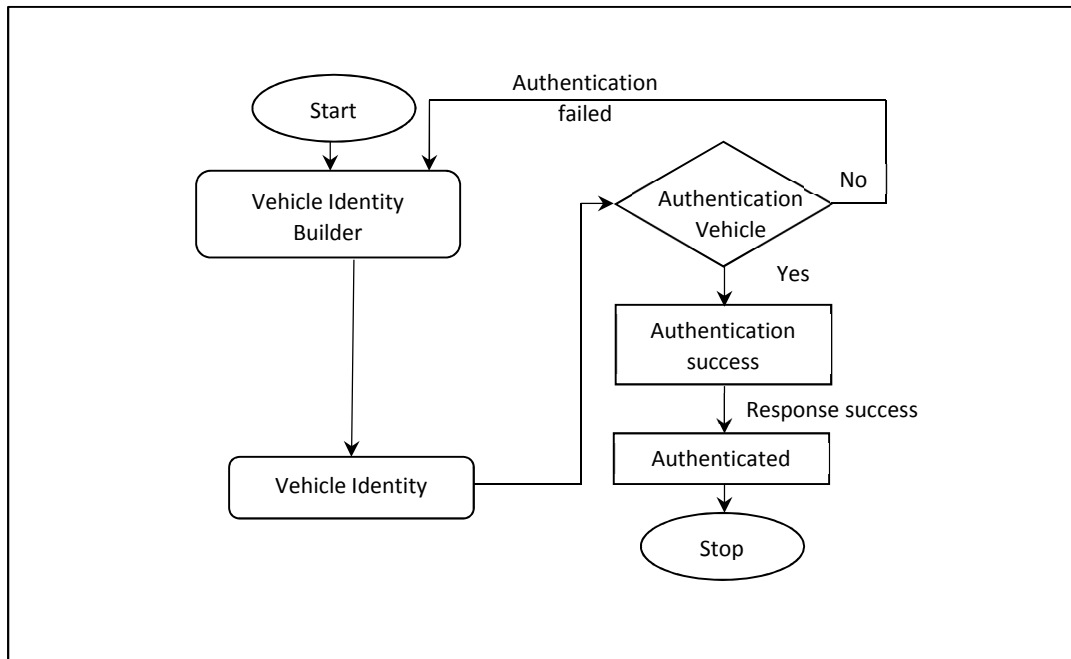 Authentication
failed
Start
No
Vehicle Identity
Builder
Authentication
Vehicle
Yes
Authentication
success
Response success
Authenticated
Vehicle Identity
Stop